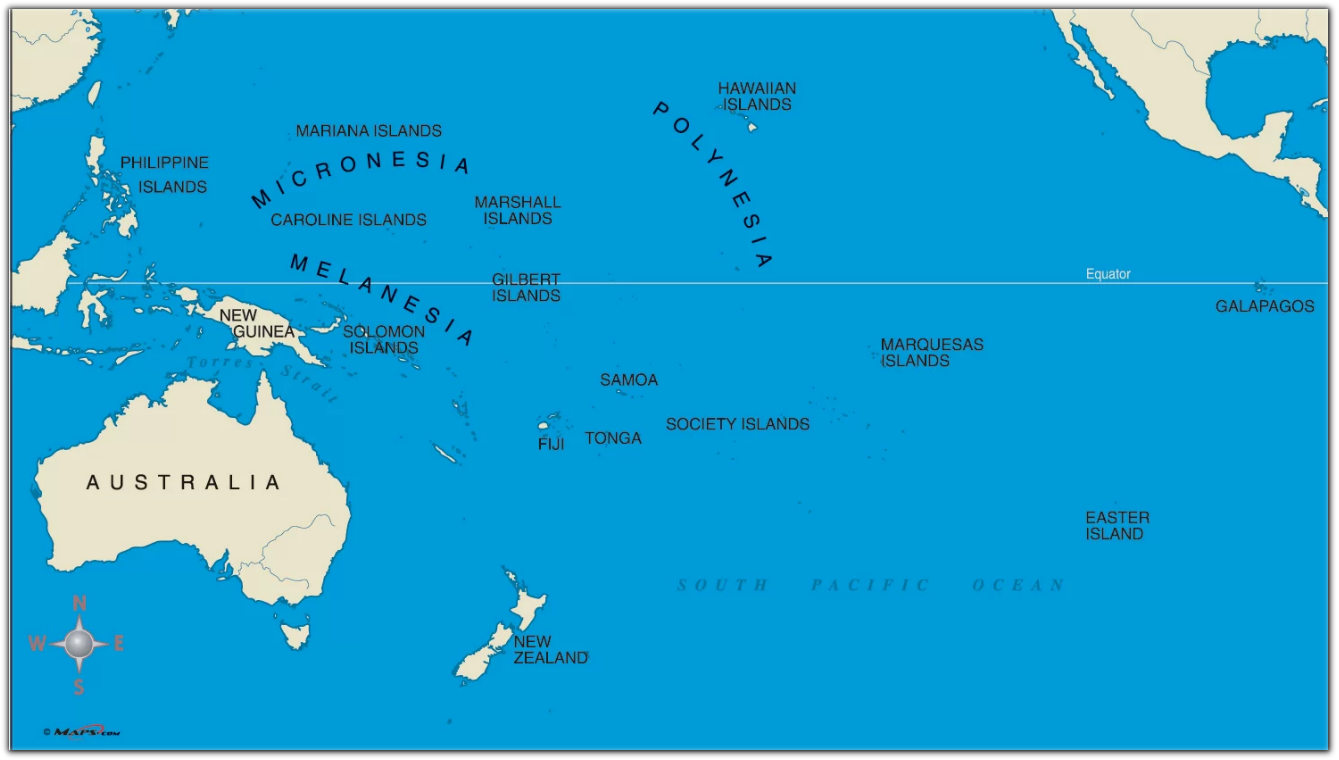 HAWAIIAN
ISLANDS
POLYNESIA
MARIANA ISLANDS
MICRONESIA
PHILIPPINE
ISLANDS
MARSHALL
ISLANDS
CAROLINE ISLANDS
MELANESIA
Equator
GILBERT
ISLANDS
GALAPAGOS
NEW
GUINEA
SOLOMON
ISLANDS
MARQUESAS
ISLANDS
Torres Strait
SAMOA
SOCIETY ISLANDS
FIJI
TONGA
AUSTRALIA
EASTER
ISLAND
SOUTH PACIFIC OCEAN
N
W E
S
NEW
ZEALAND
© MAPS.COM